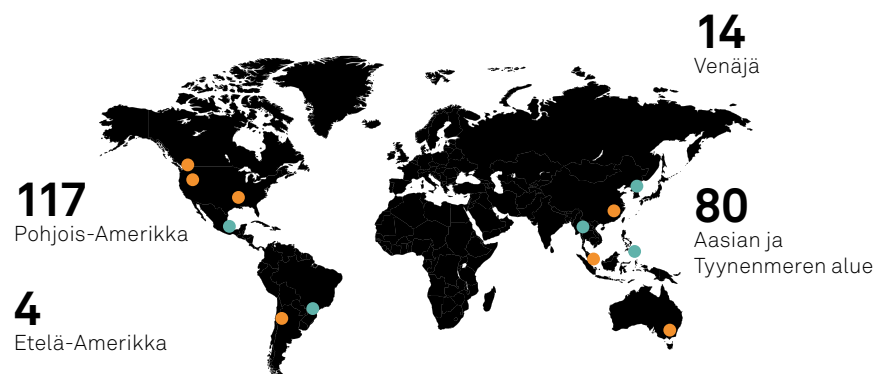 14
Venäjä
117
Pohjois-Amerikka
80
Aasian ja
Tyynenmeren alue
4
Etelä-Amerikka